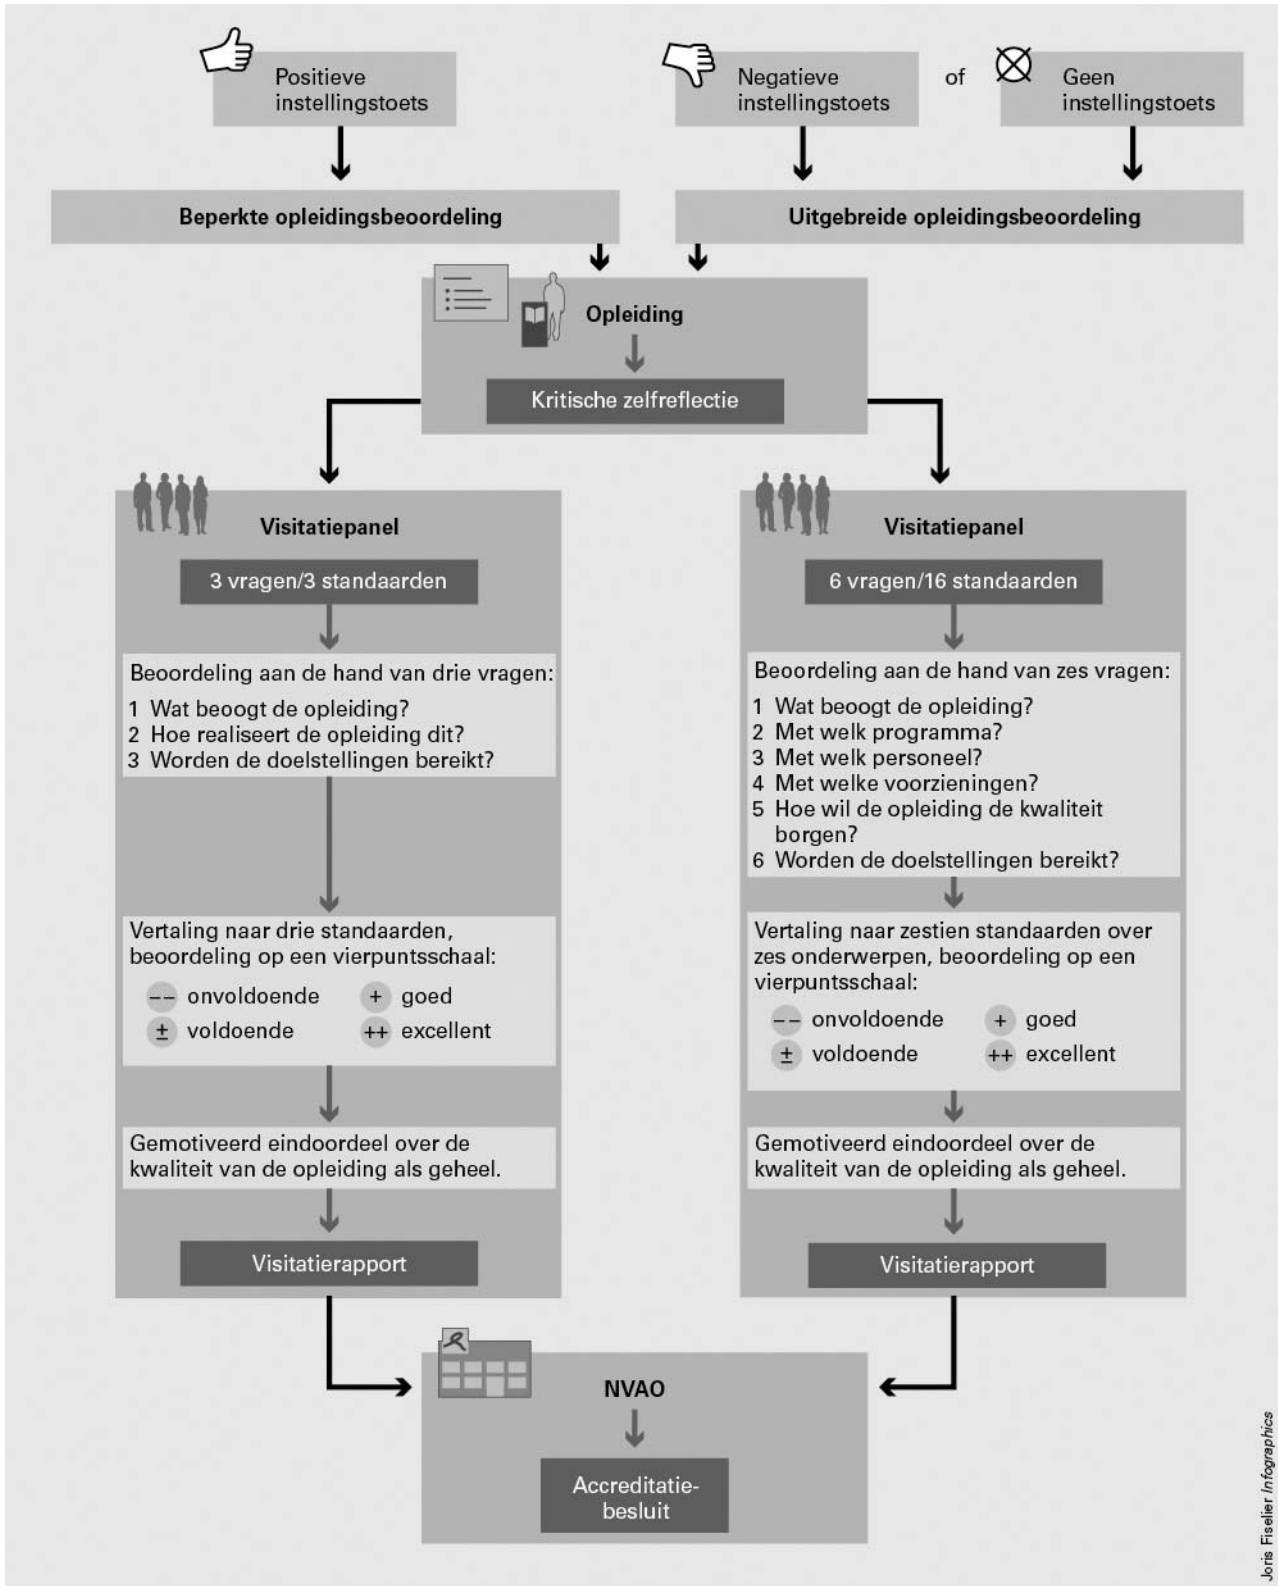 Positieve
instellingstoets
Negatieve
instellingstoets
of
Geen
instellingstoets
Beperkte opleidingsbeoordeling
Uitgebreide opleidingsbeoordeling
Opleiding
Kritische zelfreflectie
Visitatiepanel
3 vragen/3 standaarden
Beoordeling aan de hand van drie vragen:
1 Wat beoogt de opleiding?
2 Hoe realiseert de opleiding dit?
3 Worden de doelstellingen bereikt?
Vertaling naar drie standaarden,
beoordeling op een vierpuntsschaal:
-- onvoldoende + goed
± voldoende ++ excellent
Gemotiveerd eindoordeel over de
kwaliteit van de opleiding als geheel.
Visitatierapport
Visitatiepanel
6 vragen/16 standaarden
Beoordeling aan de hand van zes vragen:
1 Wat beoogt de opleiding?
2 Met welk programma?
3 Met welk personeel?
4 Met welke voorzieningen?
5 Hoe wil de opleiding de kwaliteit
borgen?
6 Worden de doelstellingen bereikt?
Vertaling naar zestien standaarden over
zes onderwerpen, beoordeling op een
vierpuntsschaal:
-- onvoldoende + goed
± voldoende ++ excellent
Gemotiveerd eindoordeel over de
kwaliteit van de opleiding als geheel.
Visitatierapport
NVAO
Accreditatie-
besluit
Joris Fiselier Infographics